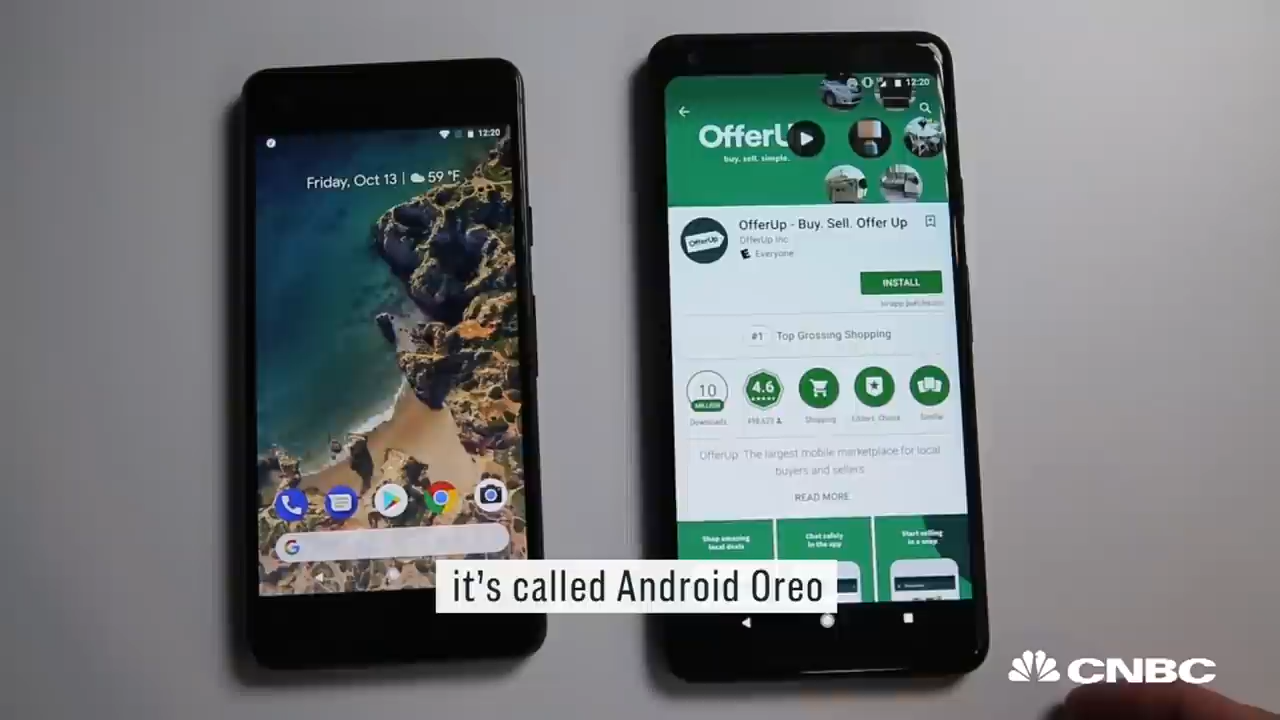 12:20
Friday, Oct 13 | 59 °F
G
12:20
OfferU
buy. sell. simple.
OfferUp
OfferUp - Buy. Sell. Offer Up
OfferUp Inc
Everyone
INSTALL
#1 Top Grossing Shopping
10
MILLION
4.6
Downloads
Shopping
Similar
OfferUp: The largest mobile marketplace for local
buyers and sellers
READ MORE
Shop amazing
local deals
Chat safely
in the app
Start selling
in a snap
it's called Android Oreo
CNBC